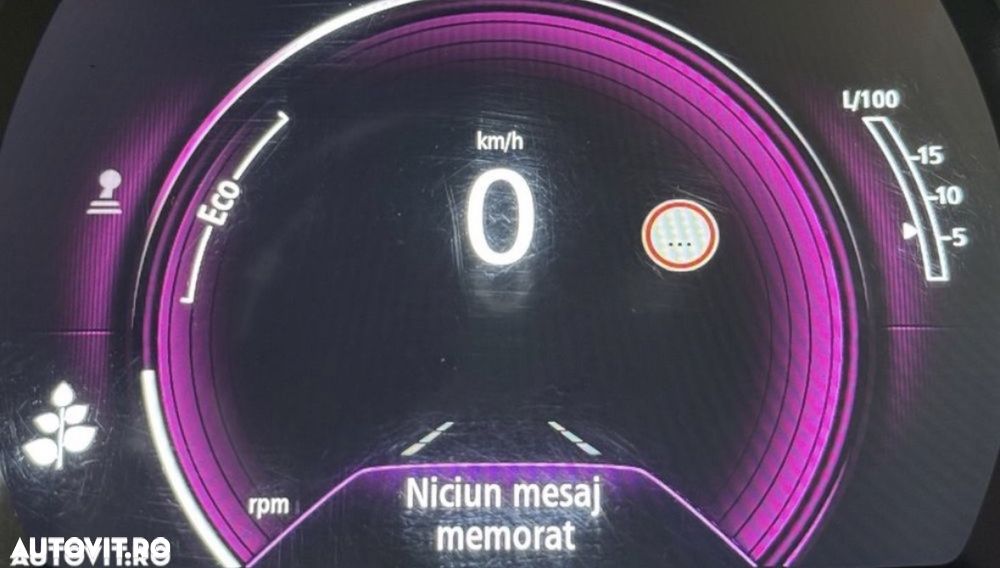 L/100
km/h
15
Eco
10
0
...
5
rpm
Niciun mesaj
memorat
AUTOVIT.RO